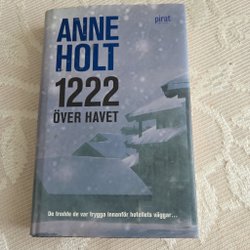 ANNE
pirat
HOLT
1222
ÖVER HAVET
De trodde de var trygga innanför hotellets väggar...